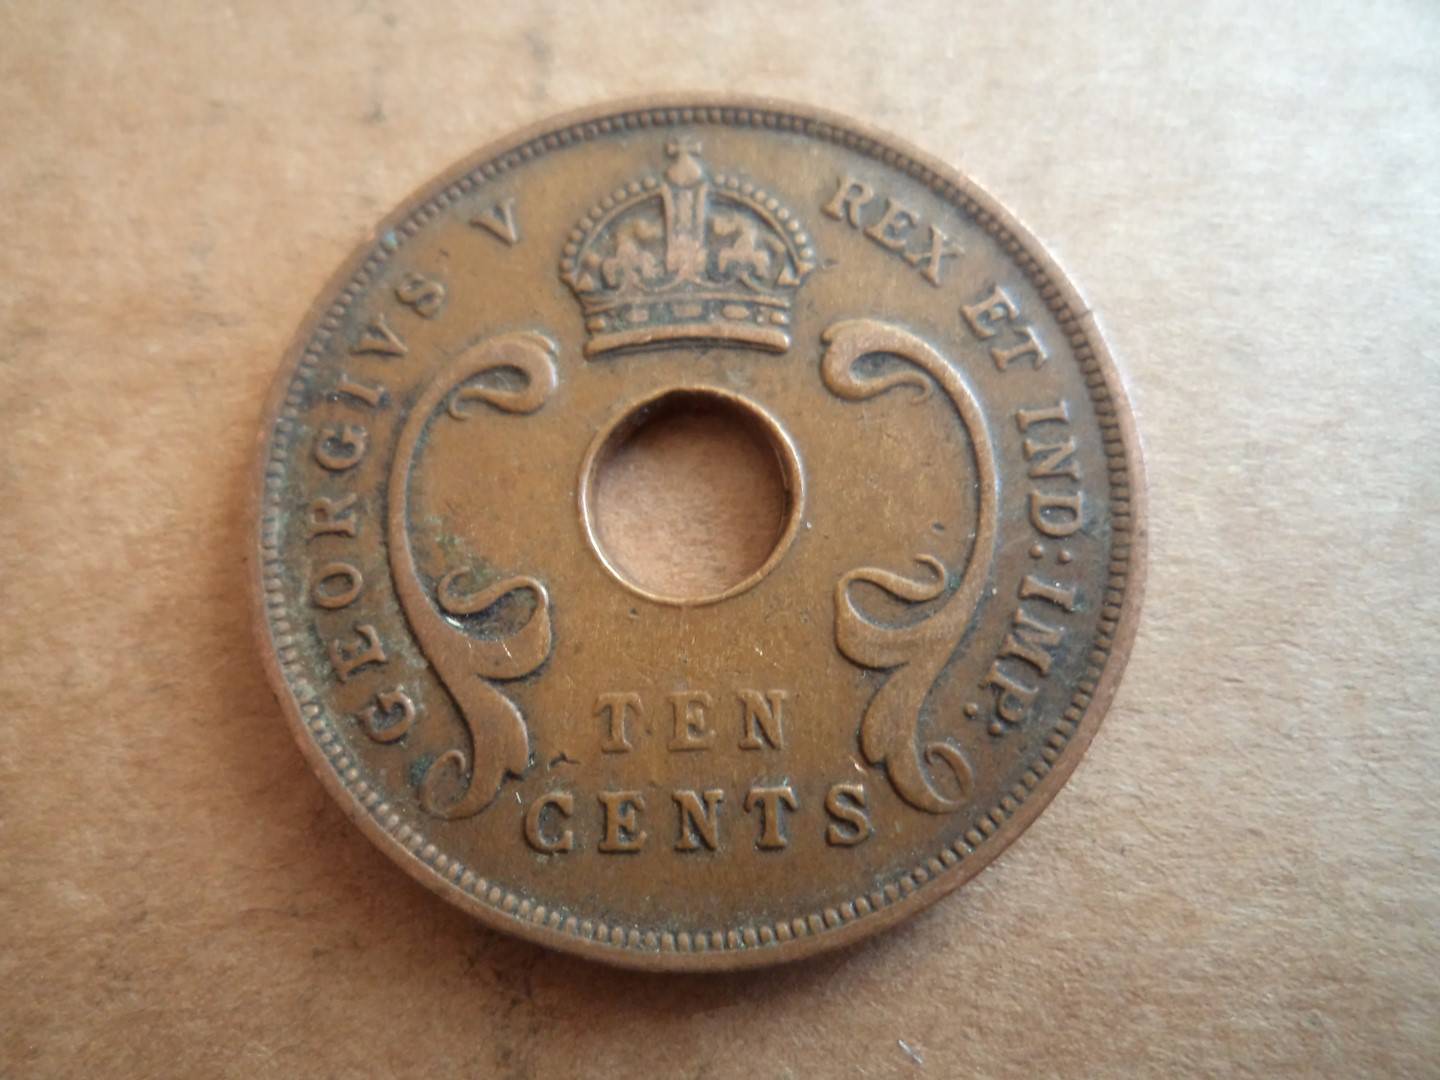 GEORGIVS V REX ET IND:IMP.
TEN
CENTS